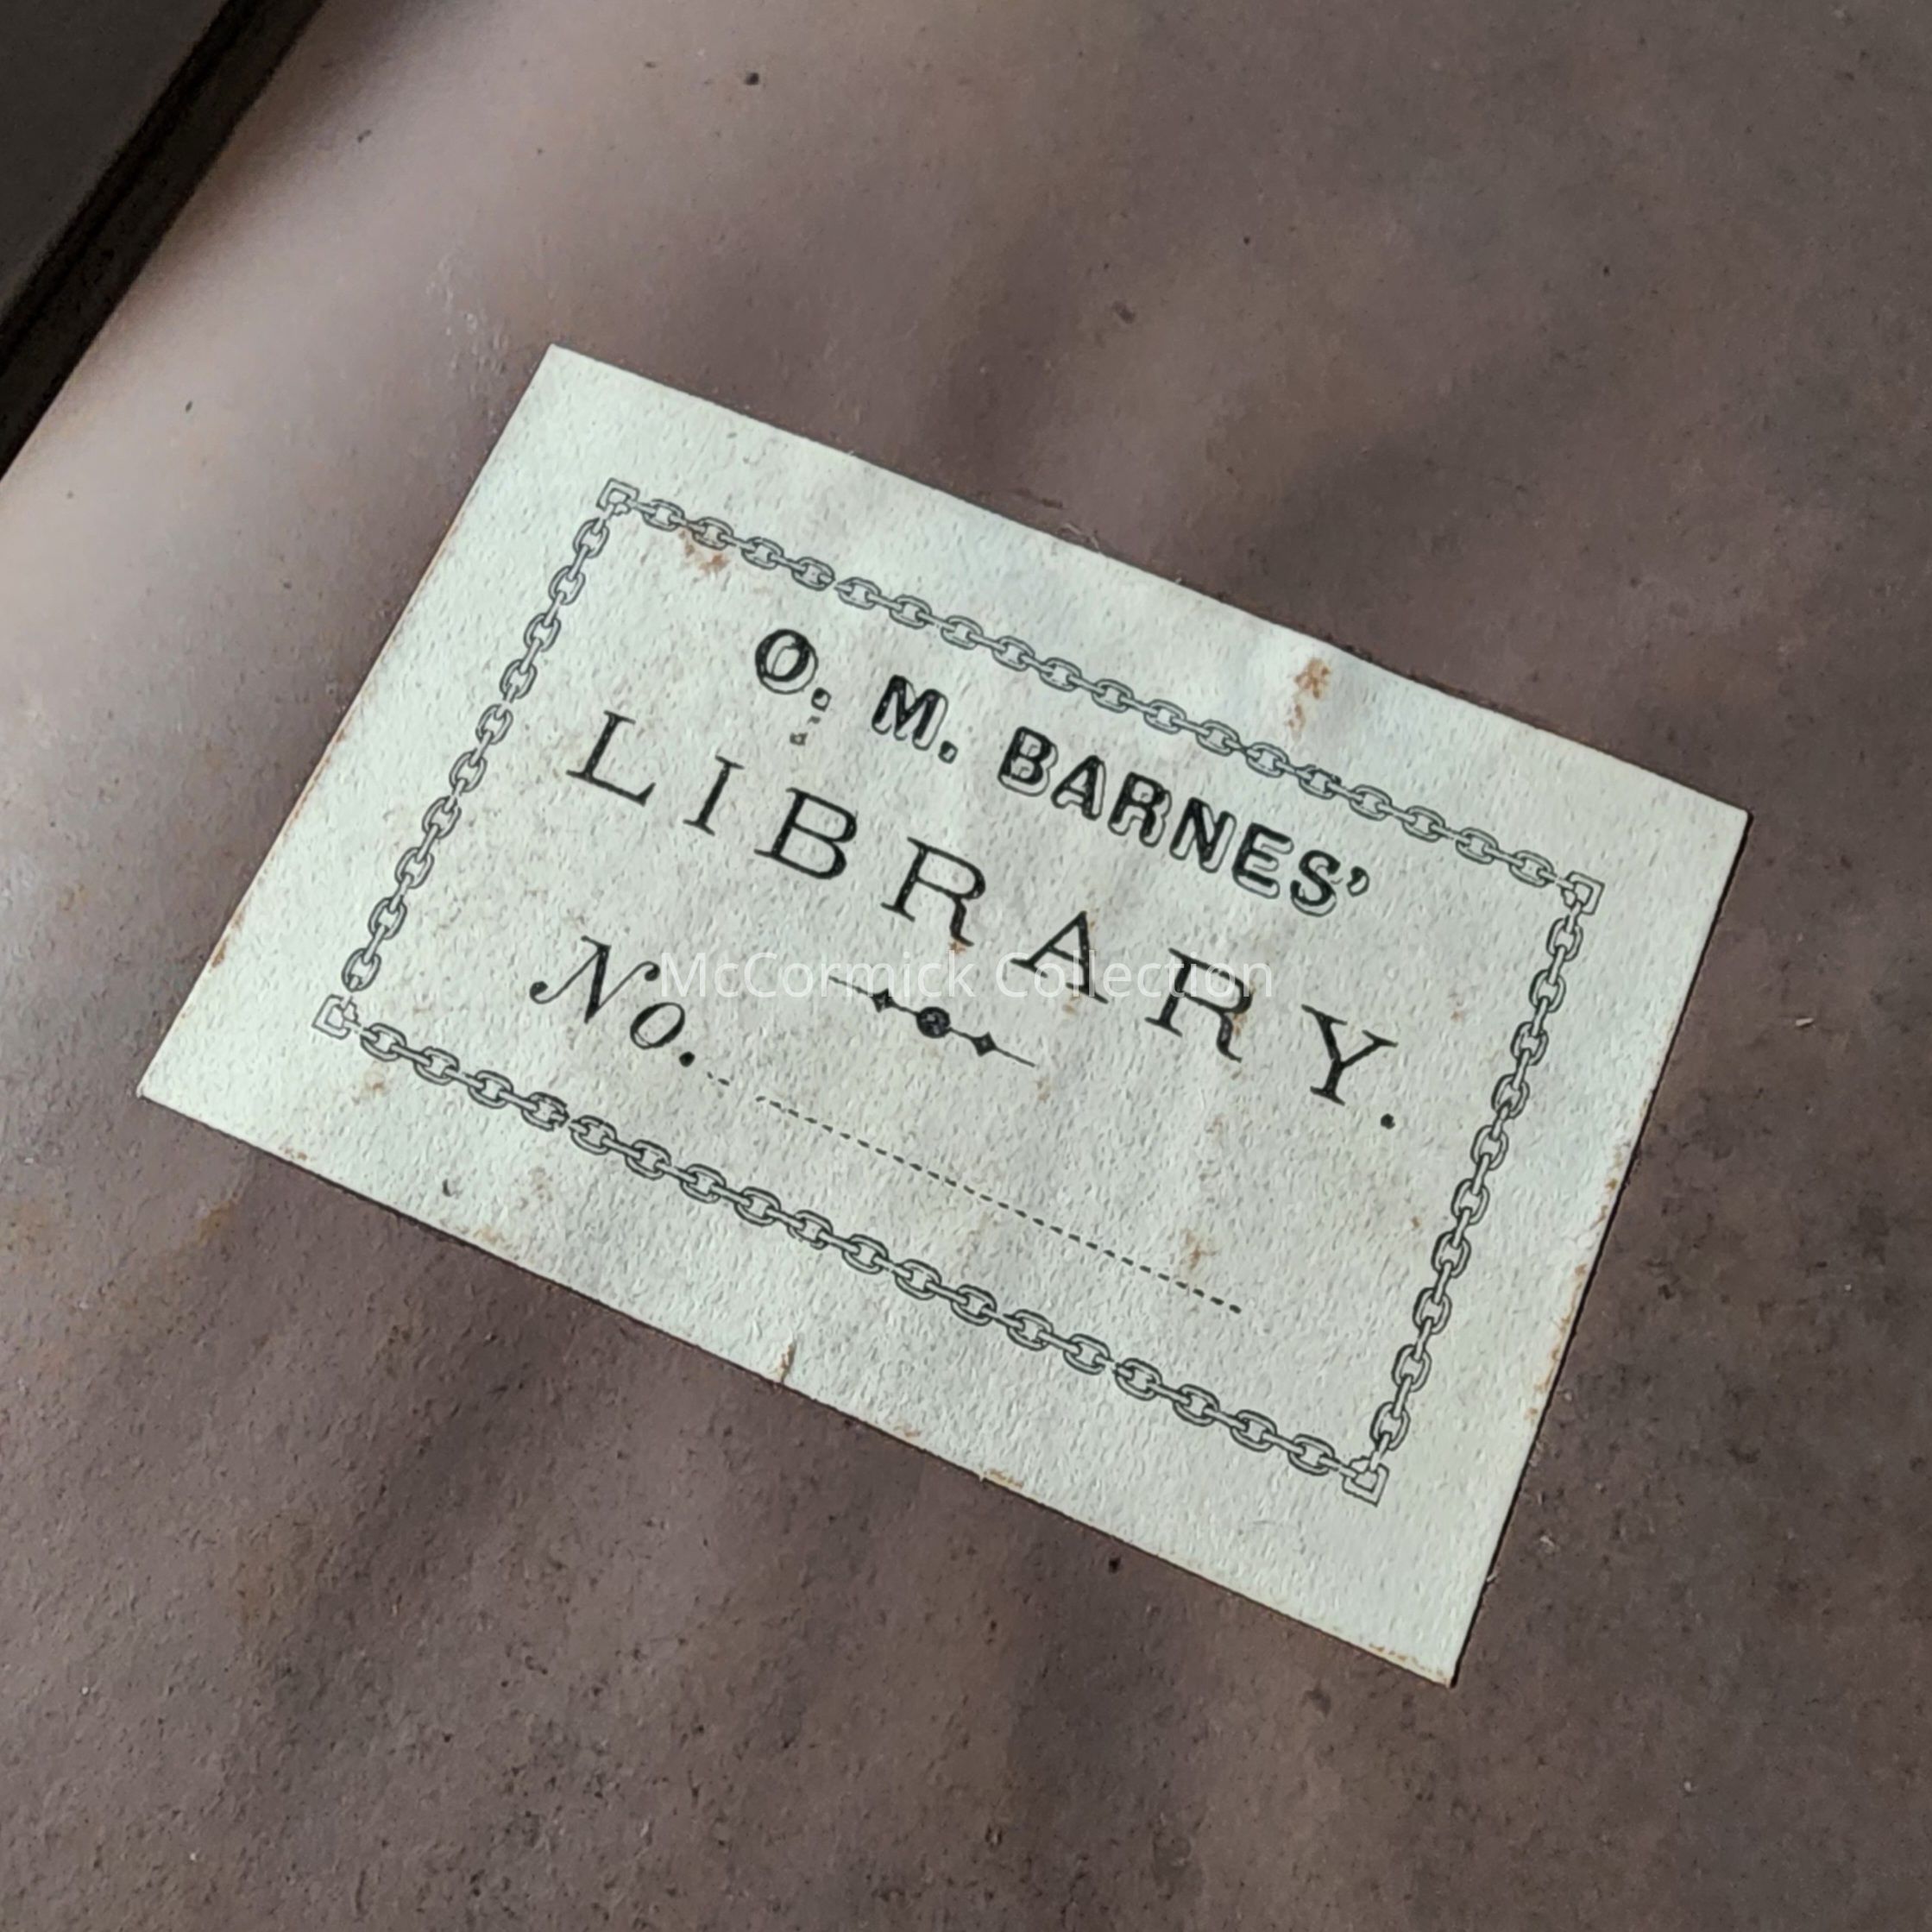 O. M. BARNES'
LIBRARY.
No.
McCormick Collection